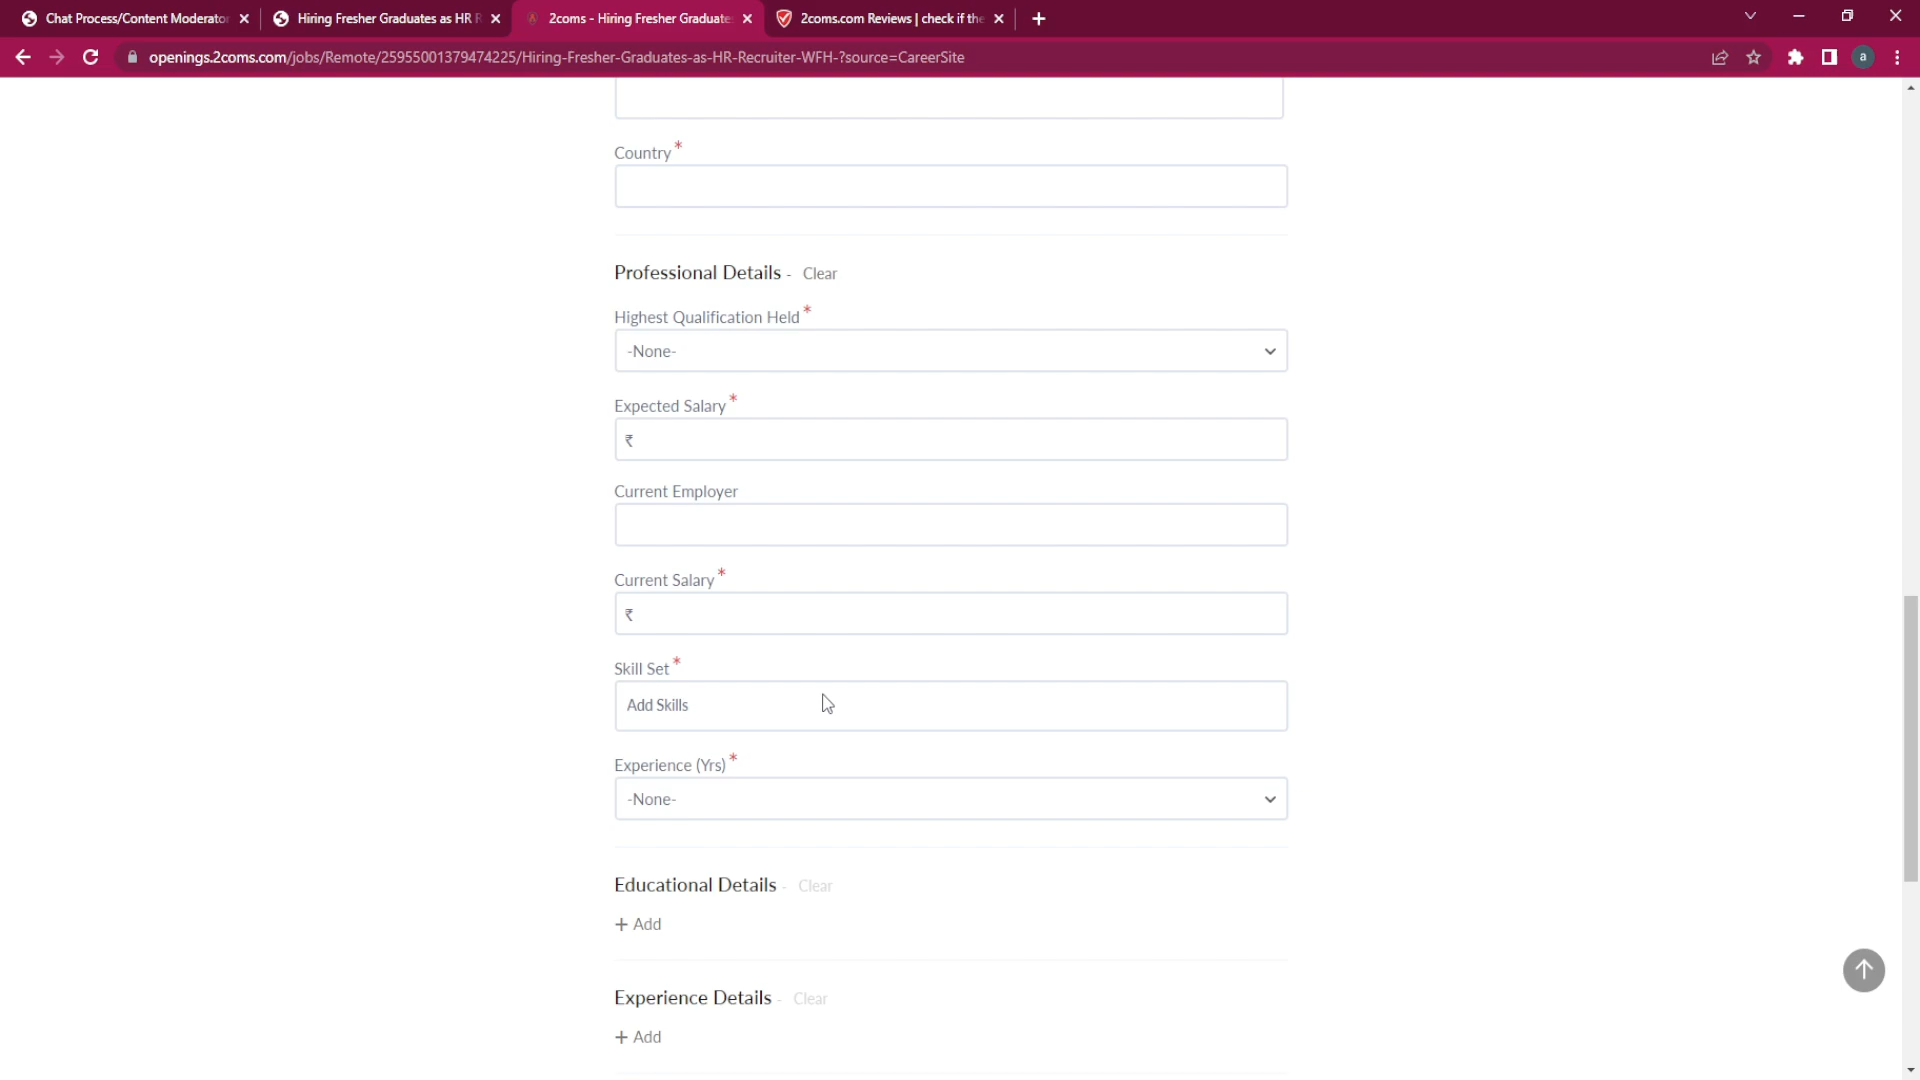 Chat Process/Content Moderator
Hiring Fresher Graduates as HR R
2coms - Hiring Fresher Graduate
2coms.com Reviews | check if the
openings.2coms.com/jobs/Remote/25955001379474225/Hiring-Fresher-Graduates-as-HR-Recruiter-WFH-?source=CareerSite
a
Country *
Professional Details - Clear
Highest Qualification Held *
-None-
Expected Salary *
₹
Current Employer
Current Salary *
₹
Skill Set *
Add Skills
Experience (Yrs) *
-None-
Educational Details - Clear
+ Add
Experience Details - Clear
+ Add